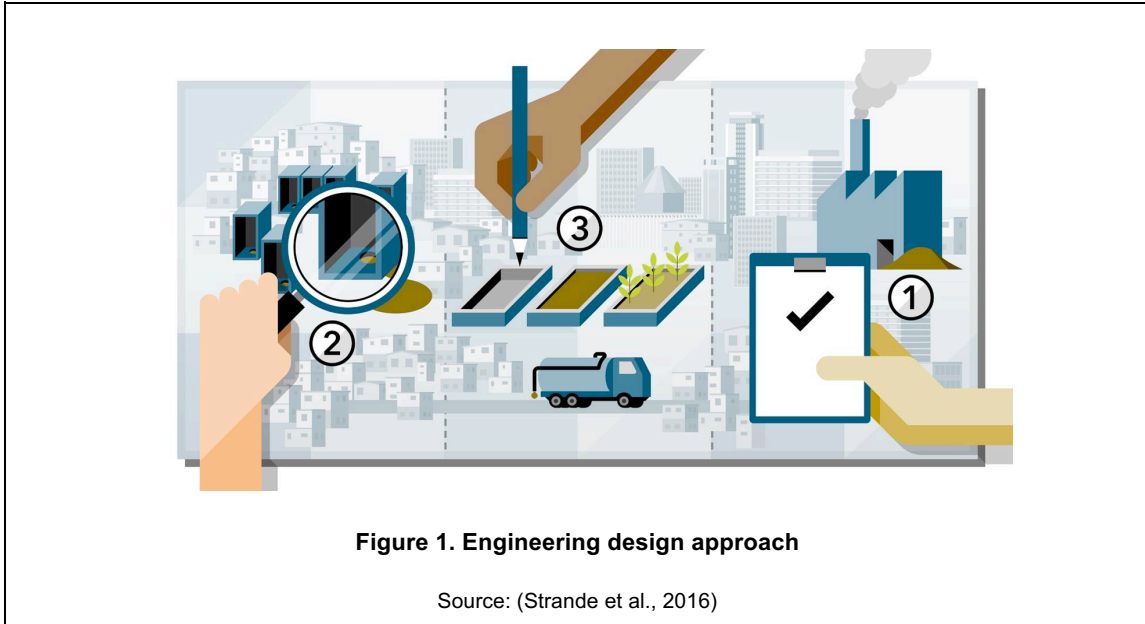 3
1
2
Figure 1. Engineering design approach
Source: (Strande et al., 2016)